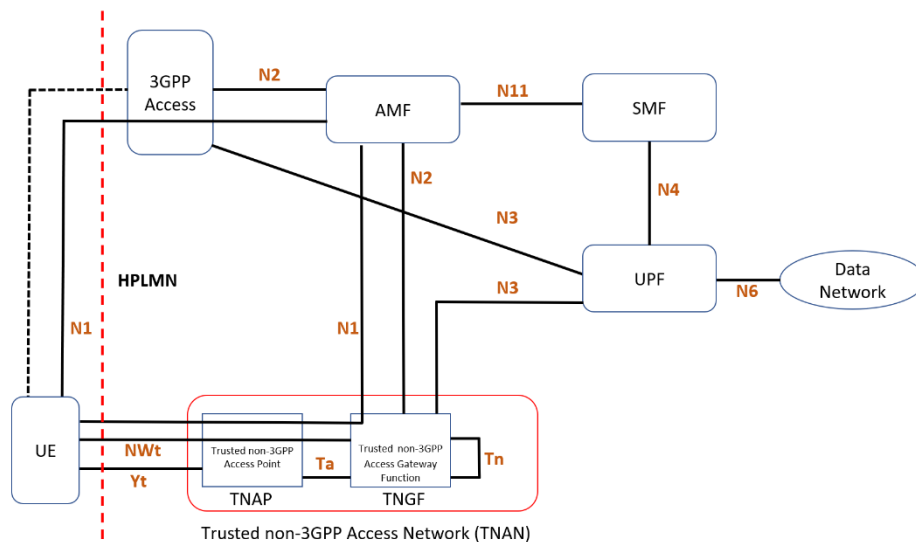 3GPP
Access
N2
AMF
N11
SMF
N2
N4
N3
HPLMN
UPF
N6
Data
Network
N3
N1
N1
UE
NWt
Yt
Trusted non-3GPP
Access Point
TNAP
Ta
Trusted non-3GPP
Access Gateway
Function
TNGF
Tn
Trusted non-3GPP Access Network (TNAN)